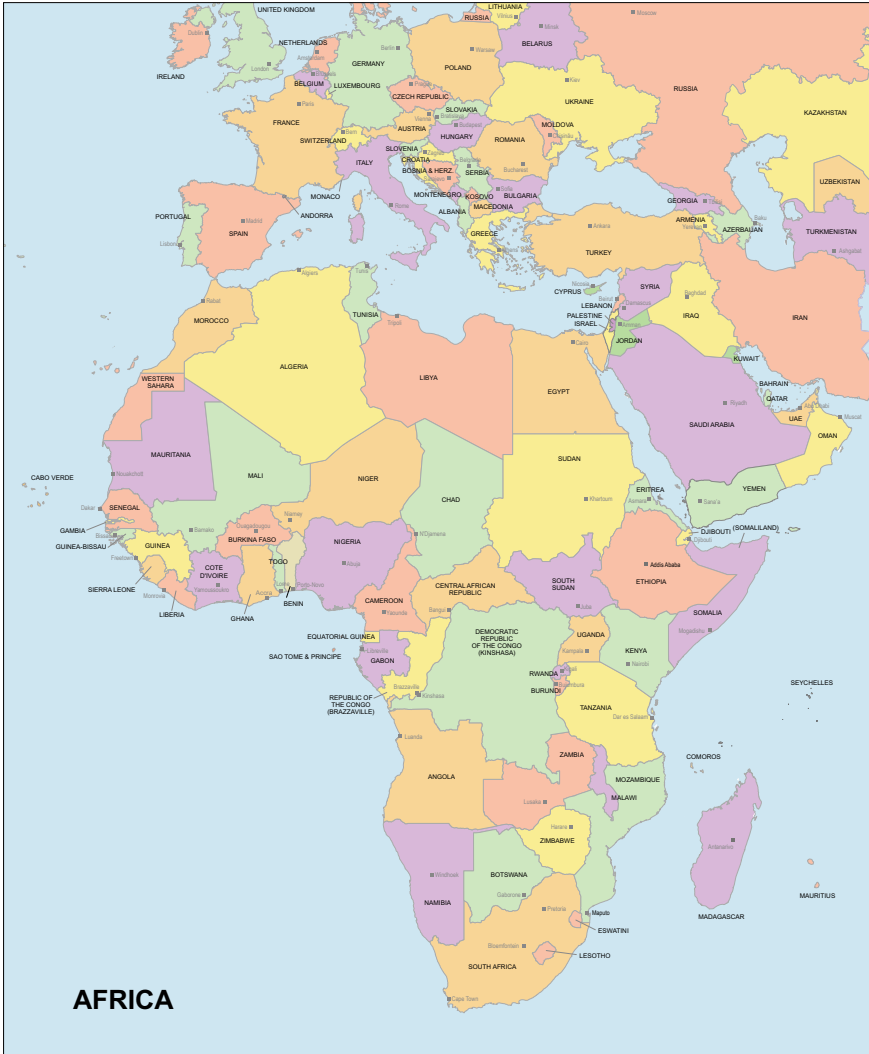 UNITED KINGDOM
LITHUANIA
Vilnius
RUSSIA
Moscow
Dublin
NETHERLANDS
Amsterdam
Berlin
Minsk
BELARUS
IRELAND
London
GERMANY
Warsaw
POLAND
BELGIUM
Brussels
LUXEMBOURG
Prague
CZECH REPUBLIC
Kiev
UKRAINE
RUSSIA
KAZAKHSTAN
Paris
FRANCE
SLOVAKIA
Vienna
Bratislava
AUSTRIA
Budapest
HUNGARY
MOLDOVA
Chişinău
SWITZERLAND
Bern
SLOVENIA
Zagreb
CROATIA
ROMANIA
Bucharest
ITALY
BOSNIA & HERZ.
Sarajevo
Belgrade
SERBIA
MONACO
MONTENEGRO
KOSOVO
Sofia
BULGARIA
MACEDONIA
ALBANIA
ANDORRA
Rome
GEORGIA
Tbilisi
UZBEKISTAN
PORTUGAL
Madrid
SPAIN
Lisbon
GREECE
Athens
Ankara
TURKEY
ARMENIA
Yerevan
AZERBAIJAN
Baku
TURKMENISTAN
Ashgabat
Algiers
Tunis
TUNISIA
Nicosia
CYPRUS
SYRIA
LEBANON
Beirut
Damascus
Baghdad
IRAQ
IRAN
Rabat
MOROCCO
Tripoli
PALESTINE
ISRAEL
Amman
JORDAN
Cairo
KUWAIT
ALGERIA
LIBYA
EGYPT
WESTERN
SAHARA
BAHRAIN
QATAR
Riyadh
SAUDI ARABIA
Abu Dhabi
UAE
Muscat
OMAN
MAURITANIA
Nouakchott
MALI
NIGER
CHAD
SUDAN
Khartoum
ERITREA
Asmara
YEMEN
Sana'a
CABO VERDE
Dakar
SENEGAL
GAMBIA
Bissau
GUINEA-BISSAU
Bamako
Niamey
Ouagadougou
BURKINA FASO
N'Djamena
DJIBOUTI
Djibouti
(SOMALILAND)
GUINEA
Freetown
SIERRA LEONE
COTE
D'IVOIRE
Yamossoukro
Monrovia
LIBERIA
GHANA
Accra
TOGO
Lome
Porto-Novo
BENIN
NIGERIA
Abuja
CENTRAL AFRICAN
REPUBLIC
Bangui
SOUTH
SUDAN
Juba
Addis Ababa
ETHIOPIA
SOMALIA
Mogadishu
CAMEROON
Yaounde
EQUATORIAL GUINEA
SAO TOME & PRINCIPE
Libreville
GABON
DEMOCRATIC
REPUBLIC
OF THE CONGO
(KINSHASA)
UGANDA
Kampala
KENYA
Nairobi
RWANDA
Kigali
BURUNDI
Bujumbura
REPUBLIC OF
THE CONGO
(BRAZZAVILLE)
Brazzaville
Kinshasa
TANZANIA
Dar es Salaam
SEYCHELLES
Luanda
ANGOLA
ZAMBIA
Lusaka
MALAWI
MOZAMBIQUE
COMOROS
Harare
ZIMBABWE
Antanarivo
MADAGASCAR
MAURITIUS
Windhoek
NAMIBIA
BOTSWANA
Gaborone
Pretoria
Maputo
ESWATINI
Bloemfontein
LESOTHO
SOUTH AFRICA
Cape Town
AFRICA